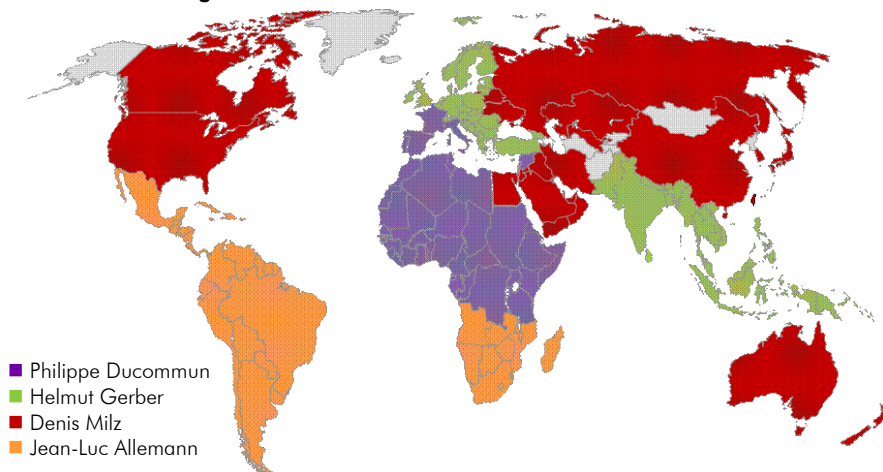 Philippe Ducommun
Helmut Gerber
Denis Milz
Jean-Luc Allemann